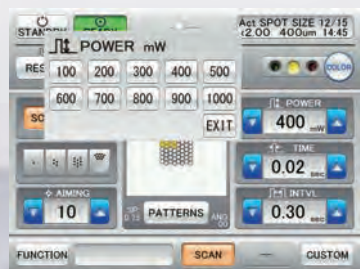 STANDBY READY
Act SPOT SIZE 12/15
x2.00 400um 14:45
POWER mW
100 200 300 400 500
600 700 800 900 1000
EXIT
COLOR
POWER
400 mW
TIME
0.02 sec
AIMING
10
PATTERNS
INTVL
0.30 sec
FUNCTION
SCAN
CUSTOM